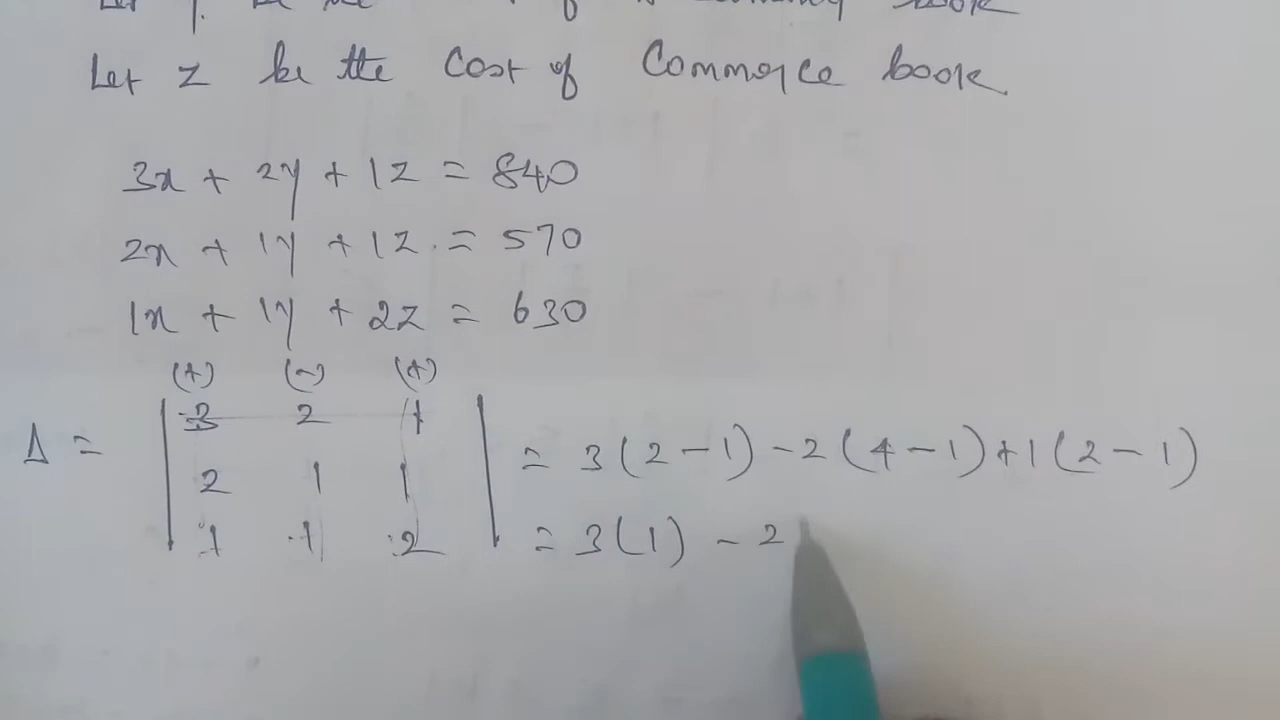 book
Let z be the cost of Commerce book
3x + 2y + 1z = 840
2x + 1y + 1z = 570
1x + 1y + 2z = 630
(+) (-) (+)
Δ = | 3 2 1 | = 3(2-1) -2(4-1)+1(2-1)
2 1 1
1 1 2 = 3(1) - 2